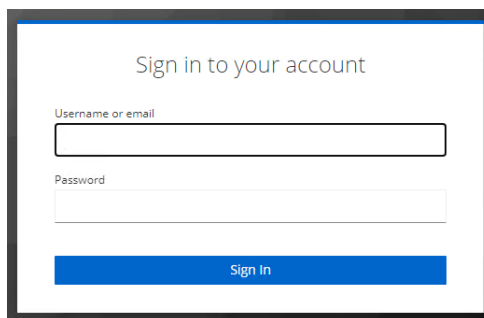 Sign in to your account
Username or email
Password
Sign In